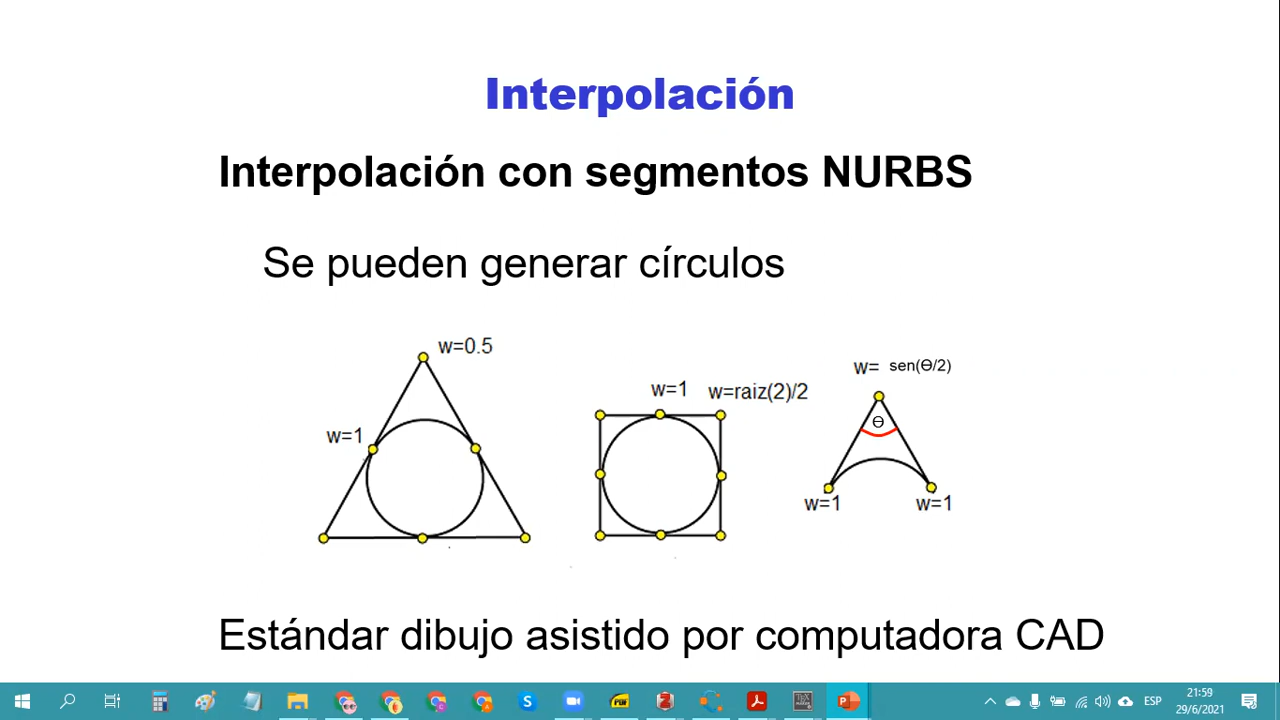 Interpolación
Interpolación con segmentos NURBS
Se pueden generar círculos
w=0.5
w=1
w=1
w=raiz(2)/2
w= sen(Ө/2)
Ө
w=1
w=1
Estándar dibujo asistido por computadora CAD
ESP
21:59
29/6/2021